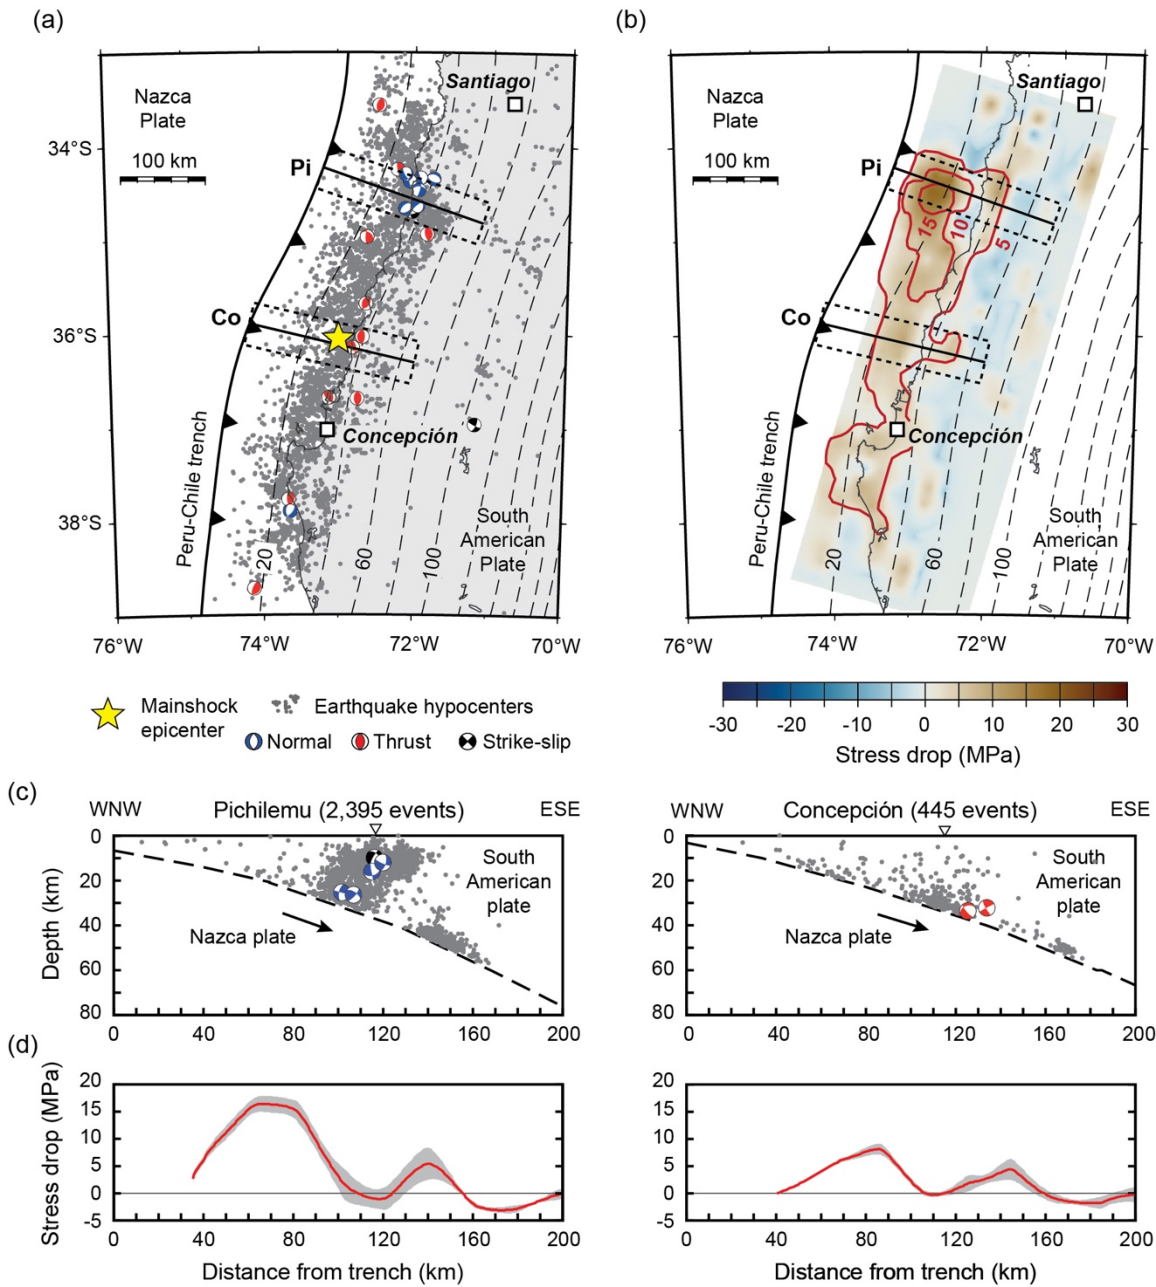 (a)
Nazca
Plate
100 km
Santiago
Pi
Co
Concepción
Peru-Chile trench
South
American
Plate
20
60
100
34°S
36°S
38°S
76°W
74°W
72°W
70°W
(b)
Nazca
Plate
100 km
Santiago
Pi
15
10
5
Co
Concepción
Peru-Chile trench
South
American
Plate
20
60
100
76°W
74°W
72°W
70°W
Mainshock
epicenter
Earthquake hypocenters
Normal
Thrust
Strike-slip
-30
-20
-10
0
10
20
30
Stress drop (MPa)
(c)
WNW
Pichilemu (2,395 events)
ESE
South
American
plate
Nazca plate
Depth (km)
0
20
40
60
80
0
40
80
120
160
200
WNW
Concepción (445 events)
ESE
South
American
plate
Nazca plate
0
20
40
60
80
0
40
80
120
160
200
(d)
Stress drop (MPa)
20
15
10
5
0
-5
0
40
80
120
160
200
Distance from trench (km)
20
15
10
5
0
-5
0
40
80
120
160
200
Distance from trench (km)